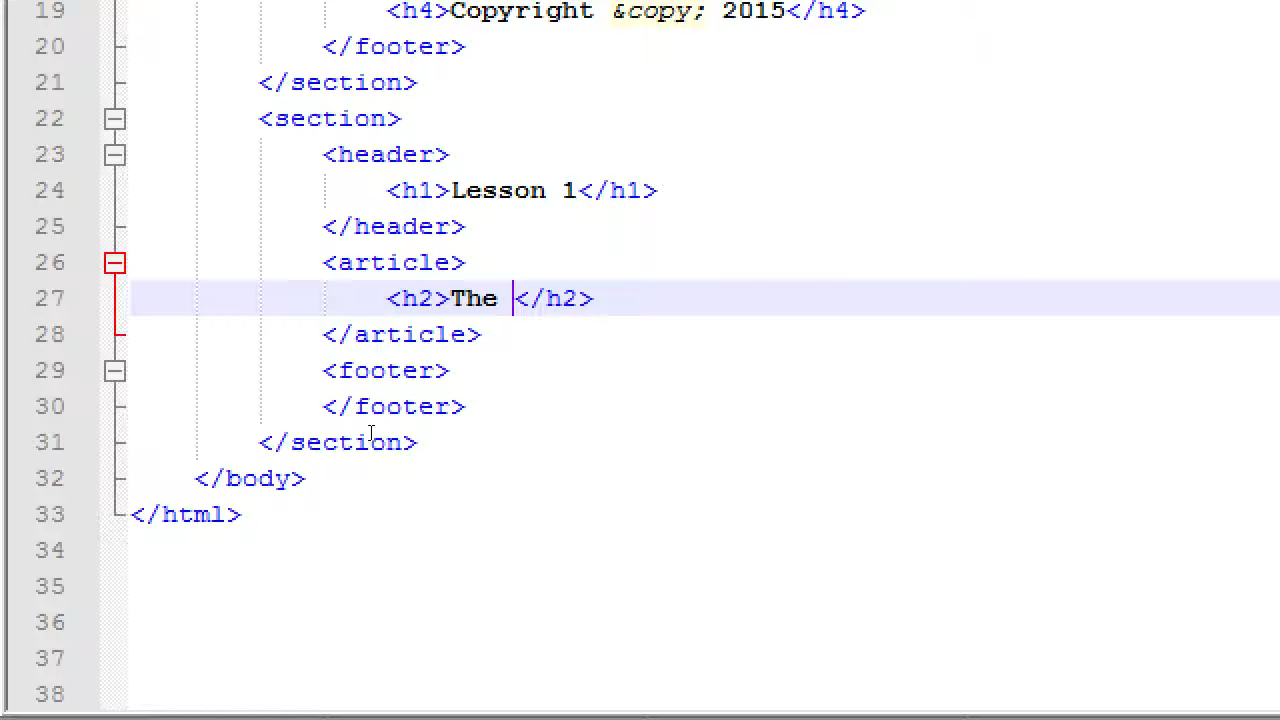 19 <h4>Copyright &copy; 2015</h4>
20 </footer>
21 </section>
22 <section>
23 <header>
24 <h1>Lesson 1</h1>
25 </header>
26 <article>
27 <h2>The </h2>
28 </article>
29 <footer>
30 </footer>
31 </section>
32 </body>
33 </html>
34
35
36
37
38